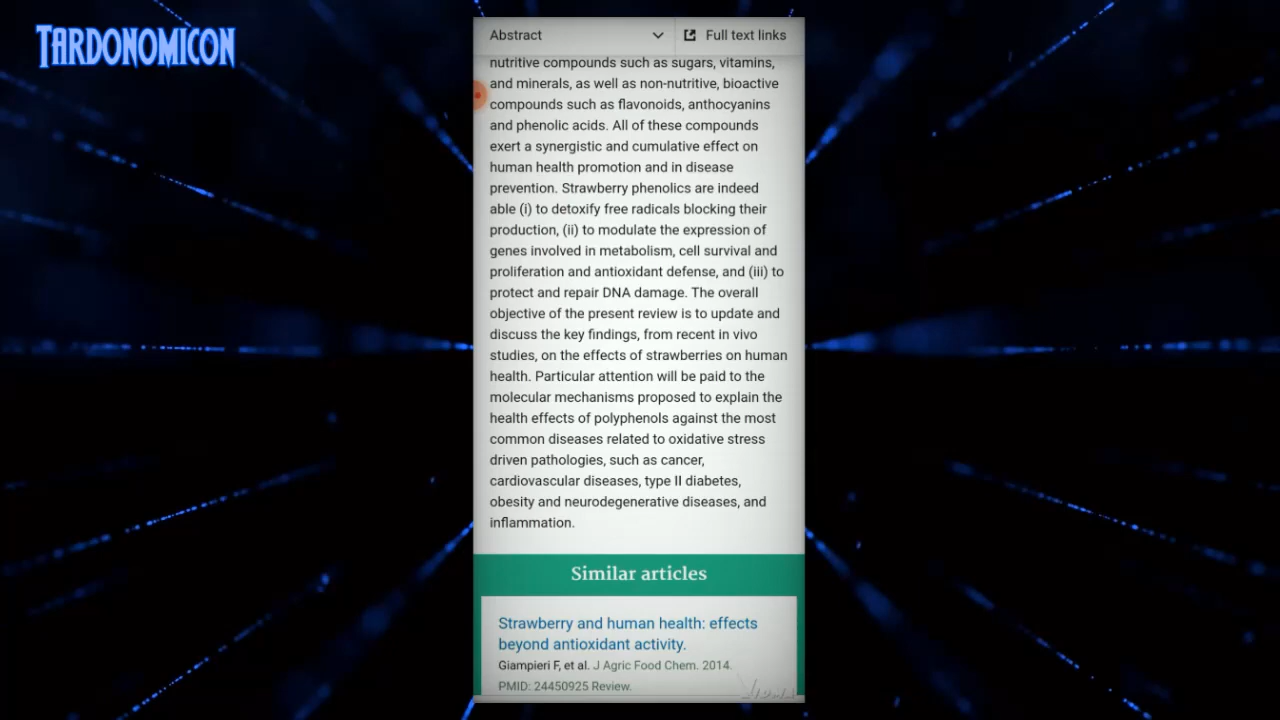 TARDONOMICON
Abstract
Full text links
nutritive compounds such as sugars, vitamins,
and minerals, as well as non-nutritive, bioactive
compounds such as flavonoids, anthocyanins
and phenolic acids. All of these compounds
exert a synergistic and cumulative effect on
human health promotion and in disease
prevention. Strawberry phenolics are indeed
able (i) to detoxify free radicals blocking their
production, (ii) to modulate the expression of
genes involved in metabolism, cell survival and
proliferation and antioxidant defense, and (iii) to
protect and repair DNA damage. The overall
objective of the present review is to update and
discuss the key findings, from recent in vivo
studies, on the effects of strawberries on human
health. Particular attention will be paid to the
molecular mechanisms proposed to explain the
health effects of polyphenols against the most
common diseases related to oxidative stress
driven pathologies, such as cancer,
cardiovascular diseases, type II diabetes,
obesity and neurodegenerative diseases, and
inflammation.
Similar articles
Strawberry and human health: effects
beyond antioxidant activity.
Giampieri F, et al. J Agric Food Chem. 2014.
PMID: 24450925 Review.